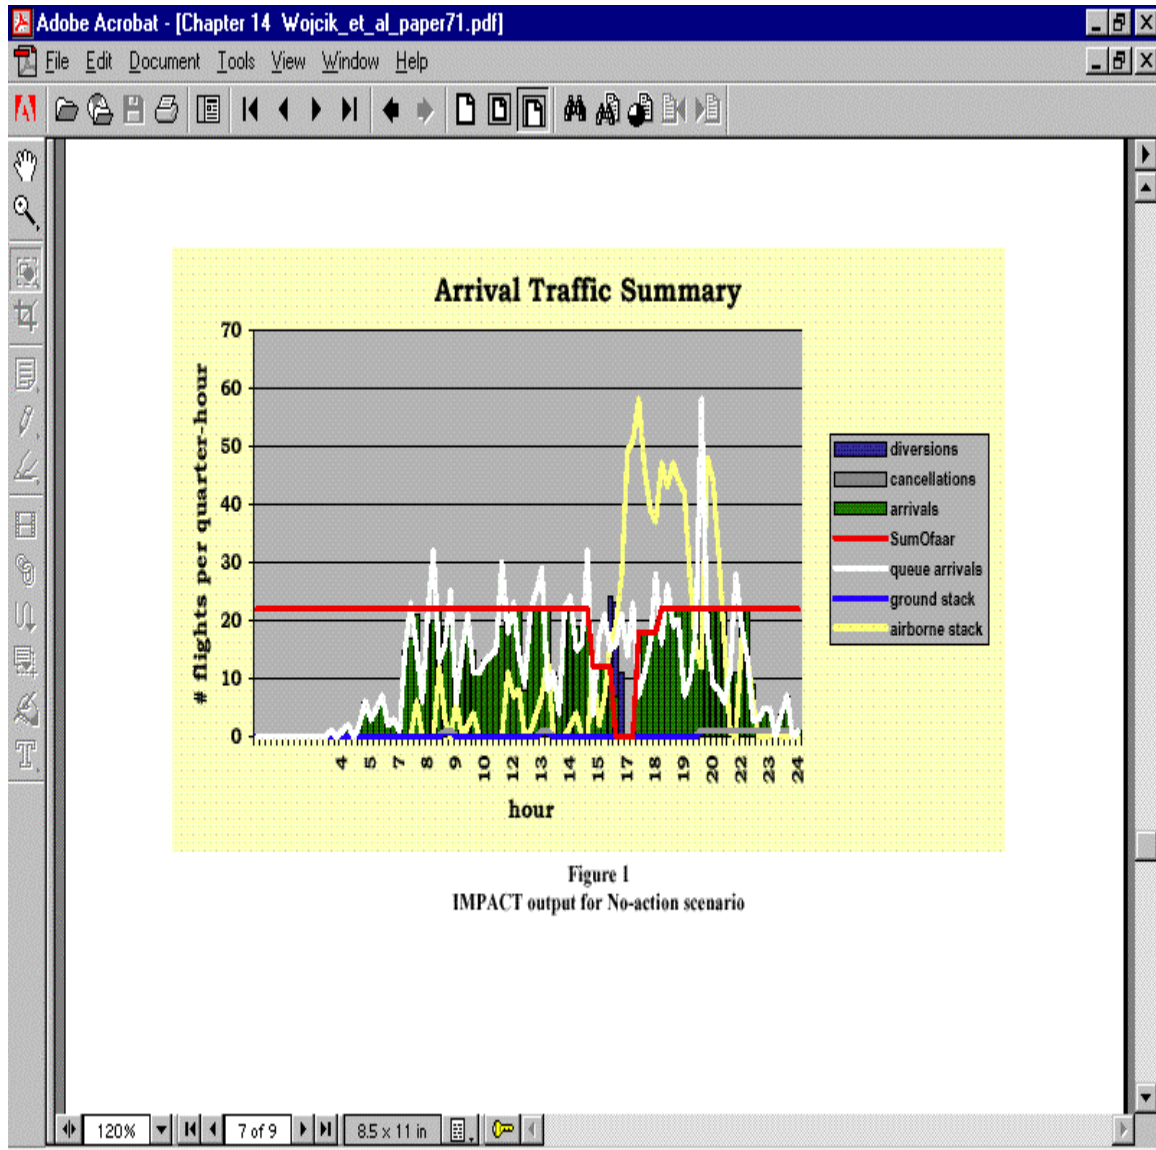 Adobe Acrobat - [Chapter 14 Wojcik_et_al_paper71.pdf]
File Edit Document Tools View Window Help
Arrival Traffic Summary
# flights per quarter-hour
70
60
50
40
30
20
10
0
4 5 7 8 9 10 12 13 14 15 17 18 19 20 22 23 24
hour
diversions
cancellations
arrivals
SumOfaar
queue arrivals
ground stack
airborne stack
Figure 1
IMPACT output for No-action scenario
120% 7 of 9 8.5 x 11 in